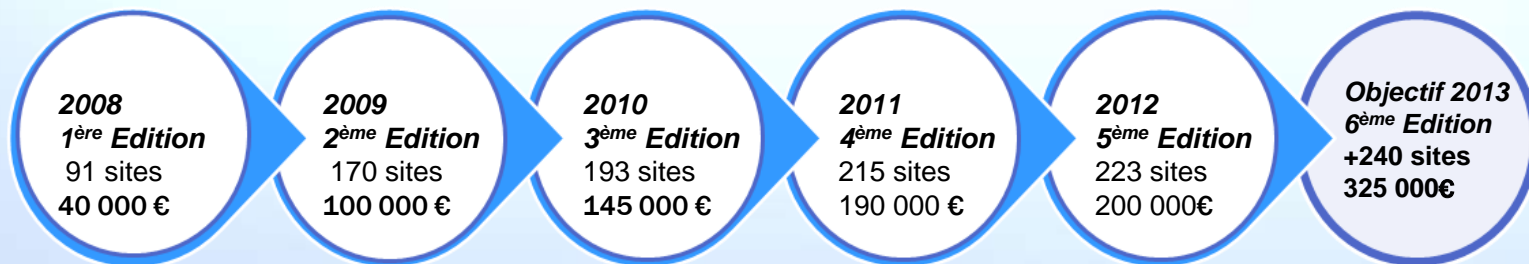 2008
1ère Edition
91 sites
40 000 €
2009
2ème Edition
170 sites
100 000 €
2010
3ème Edition
193 sites
145 000 €
2011
4ème Edition
215 sites
190 000 €
2012
5ème Edition
223 sites
200 000€
Objectif 2013
6ème Edition
+240 sites
325 000€